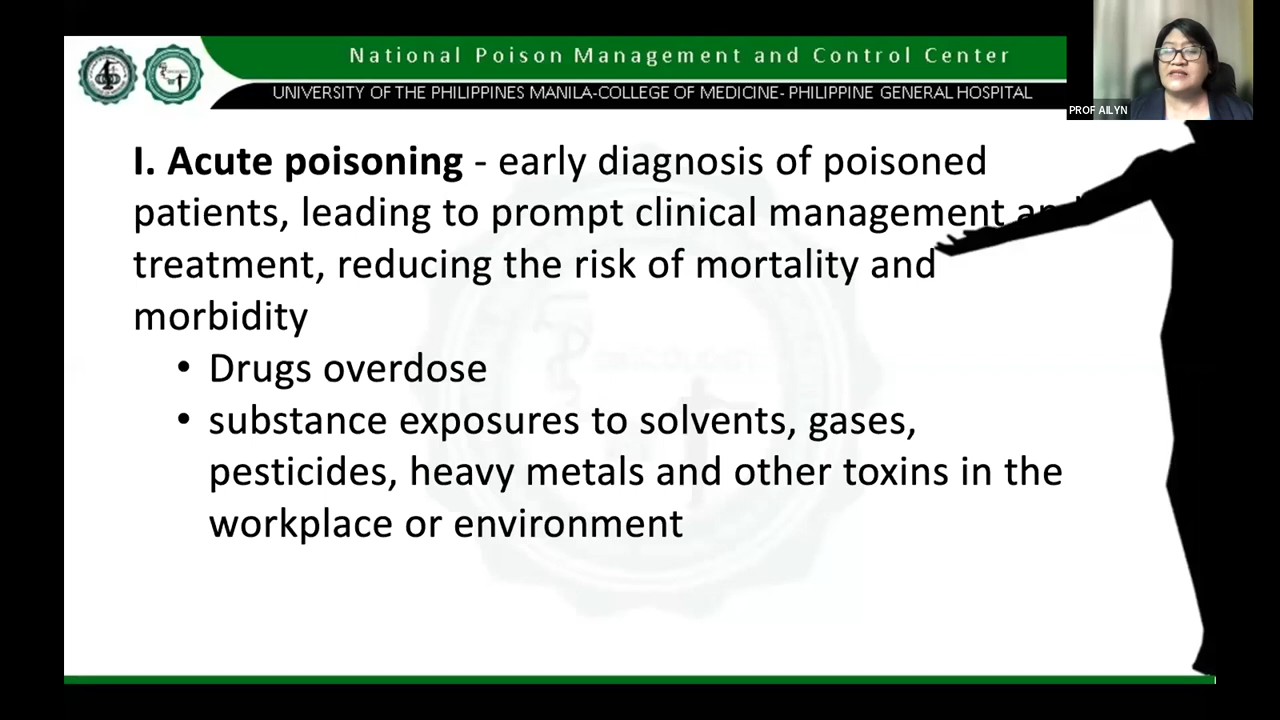 National Poison Management and Control Center
UNIVERSITY OF THE PHILIPPINES MANILA-COLLEGE OF MEDICINE- PHILIPPINE GENERAL HOSPITAL
PROF AILYN
I. Acute poisoning - early diagnosis of poisoned
patients, leading to prompt clinical management and
treatment, reducing the risk of mortality and
morbidity
• Drugs overdose
• substance exposures to solvents, gases,
pesticides, heavy metals and other toxins in the
workplace or environment